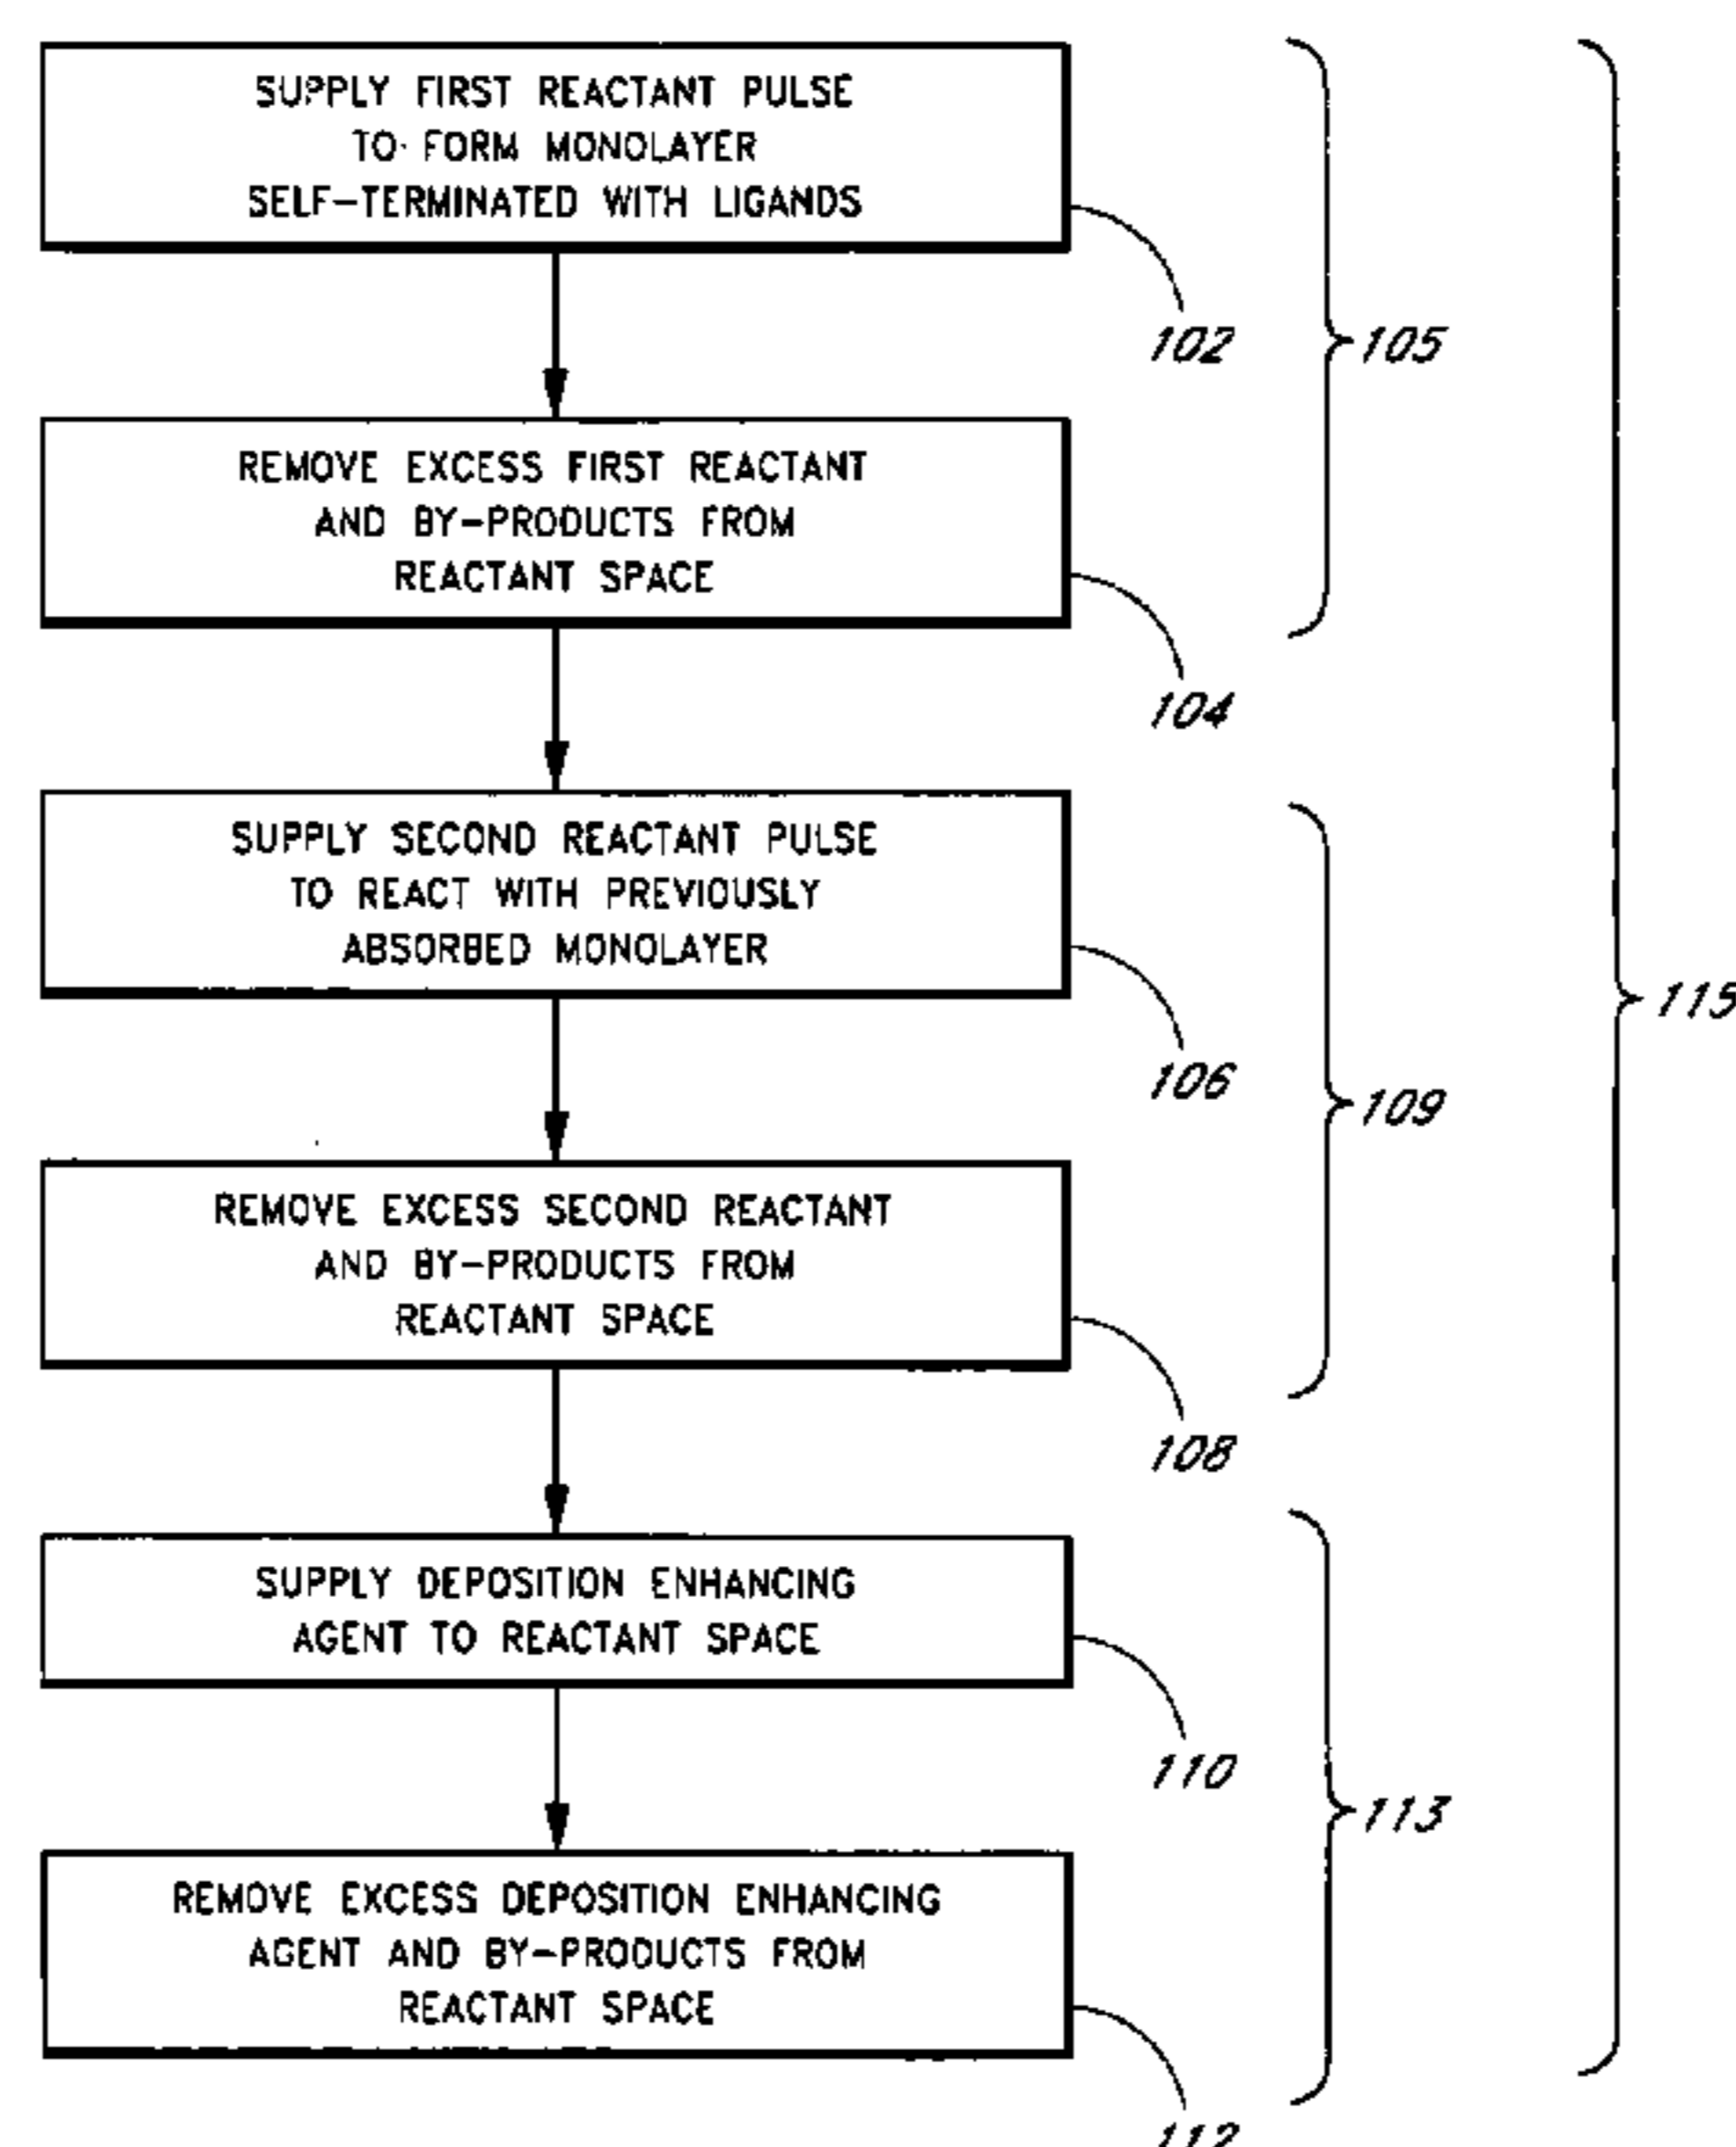 SUPPLY FIRST REACTANT PULSE
TO FORM MONOLAYER
SELF-TERMINATED WITH LIGANDS
102
105
REMOVE EXCESS FIRST REACTANT
AND BY-PRODUCTS FROM
REACTANT SPACE
104
SUPPLY SECOND REACTANT PULSE
TO REACT WITH PREVIOUSLY
ABSORBED MONOLAYER
106
109
115
REMOVE EXCESS SECOND REACTANT
AND BY-PRODUCTS FROM
REACTANT SPACE
108
SUPPLY DEPOSITION ENHANCING
AGENT TO REACTANT SPACE
110
113
REMOVE EXCESS DEPOSITION ENHANCING
AGENT AND BY-PRODUCTS FROM
REACTANT SPACE
112